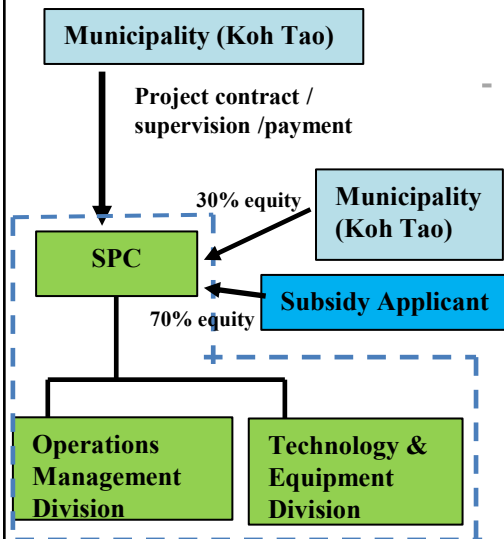 Municipality (Koh Tao)
Project contract /
supervision /payment
-
30% equity
Municipality
(Koh Tao)
SPC
Subsidy Applicant
70% equity
Operations
Management
Division
Technology &
Equipment
Division